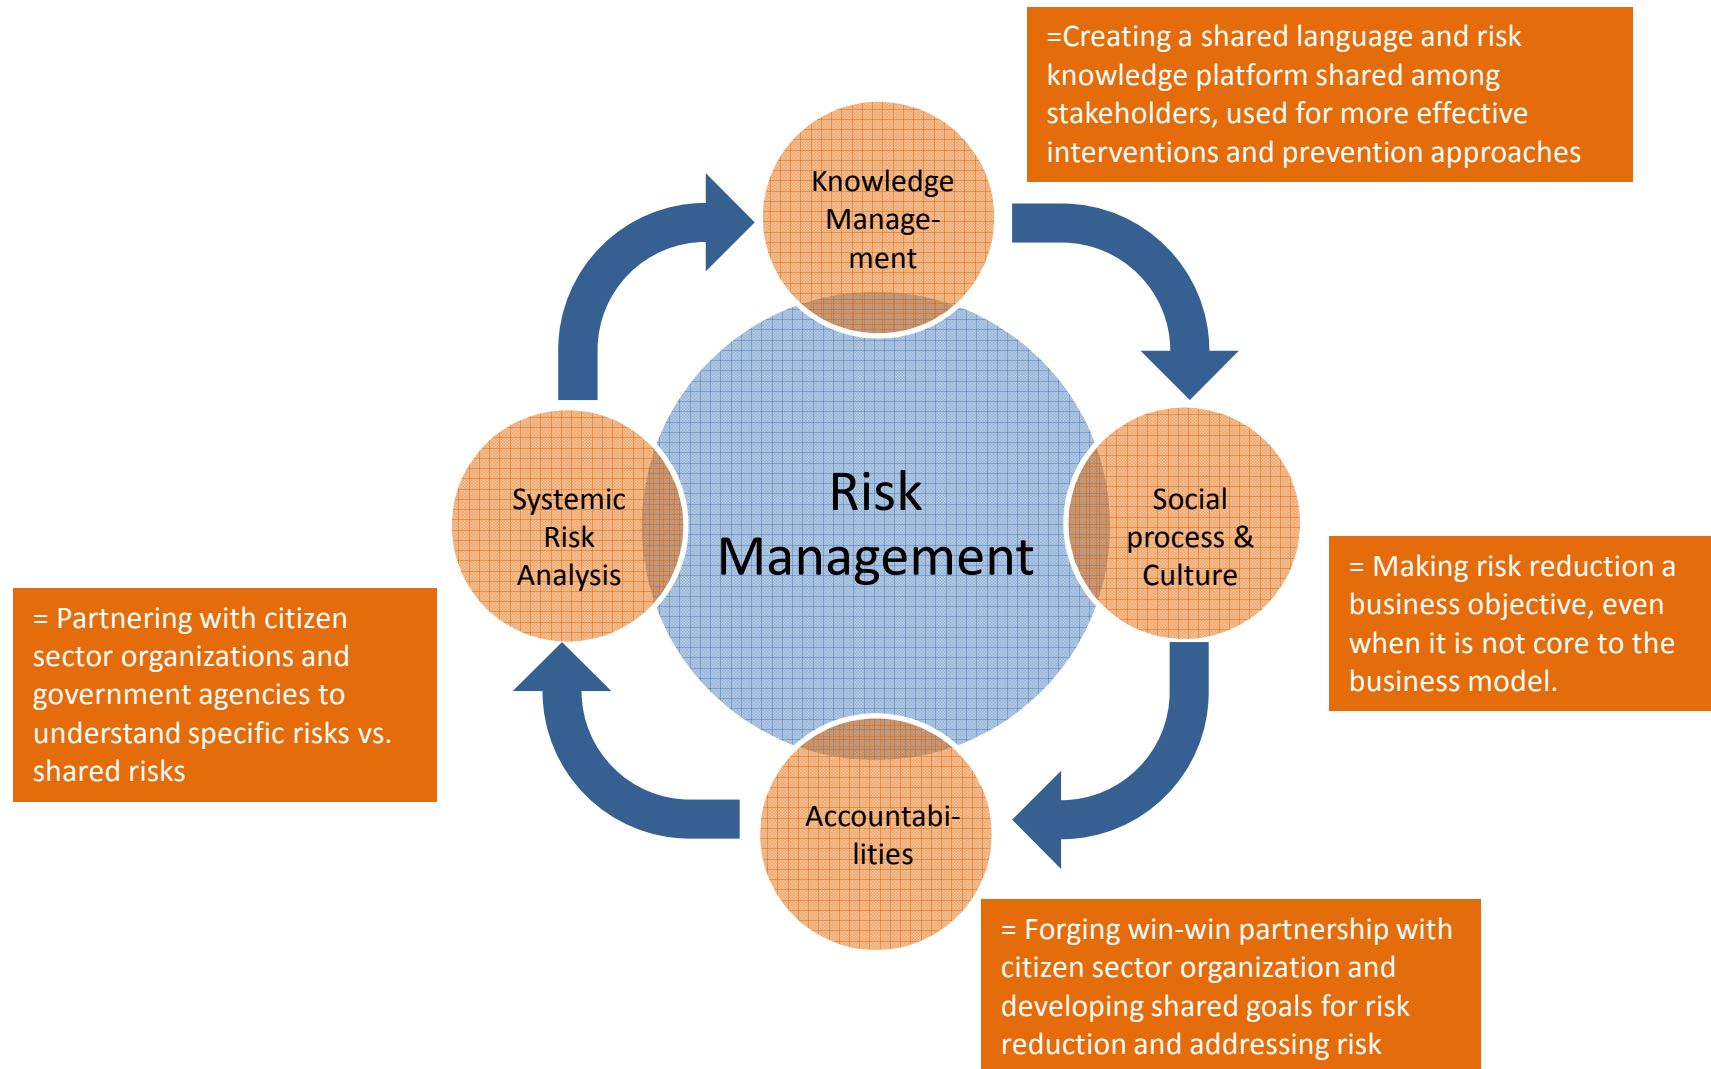 =Creating a shared language and risk
knowledge platform shared among
stakeholders, used for more effective
interventions and prevention approaches
Knowledge
Manage-
ment
Systemic
Risk
Analysis
Risk
Management
Social
process &
Culture
= Making risk reduction a
business objective, even
when it is not core to the
business model.
= Partnering with citizen
sector organizations and
government agencies to
understand specific risks vs.
shared risks
Accountabi-
lities
= Forging win-win partnership with
citizen sector organization and
developing shared goals for risk
reduction and addressing risk